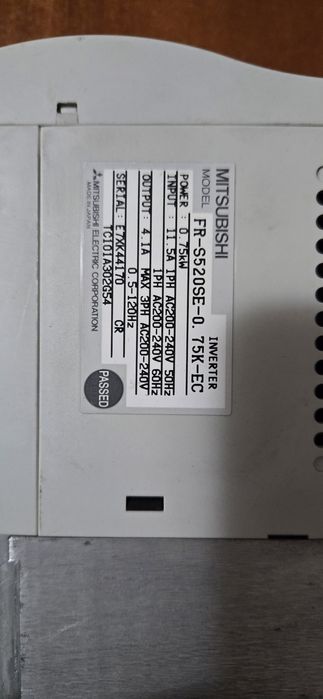 MITSUBISHI INVERTER
MODEL FR-S520SE-0.75K-EC
POWER : 0.75kW
INPUT : 11.5A 1PH AC200-240V 50Hz
1PH AC200-240V 60Hz
OUTPUT: 4.1A MAX 3PH AC200-240V
0.5-120Hz
SERIAL: E7XK44170 CR
TC101A302G54
MITSUBISHI ELECTRIC CORPORATION
MADE IN JAPAN
PASSED